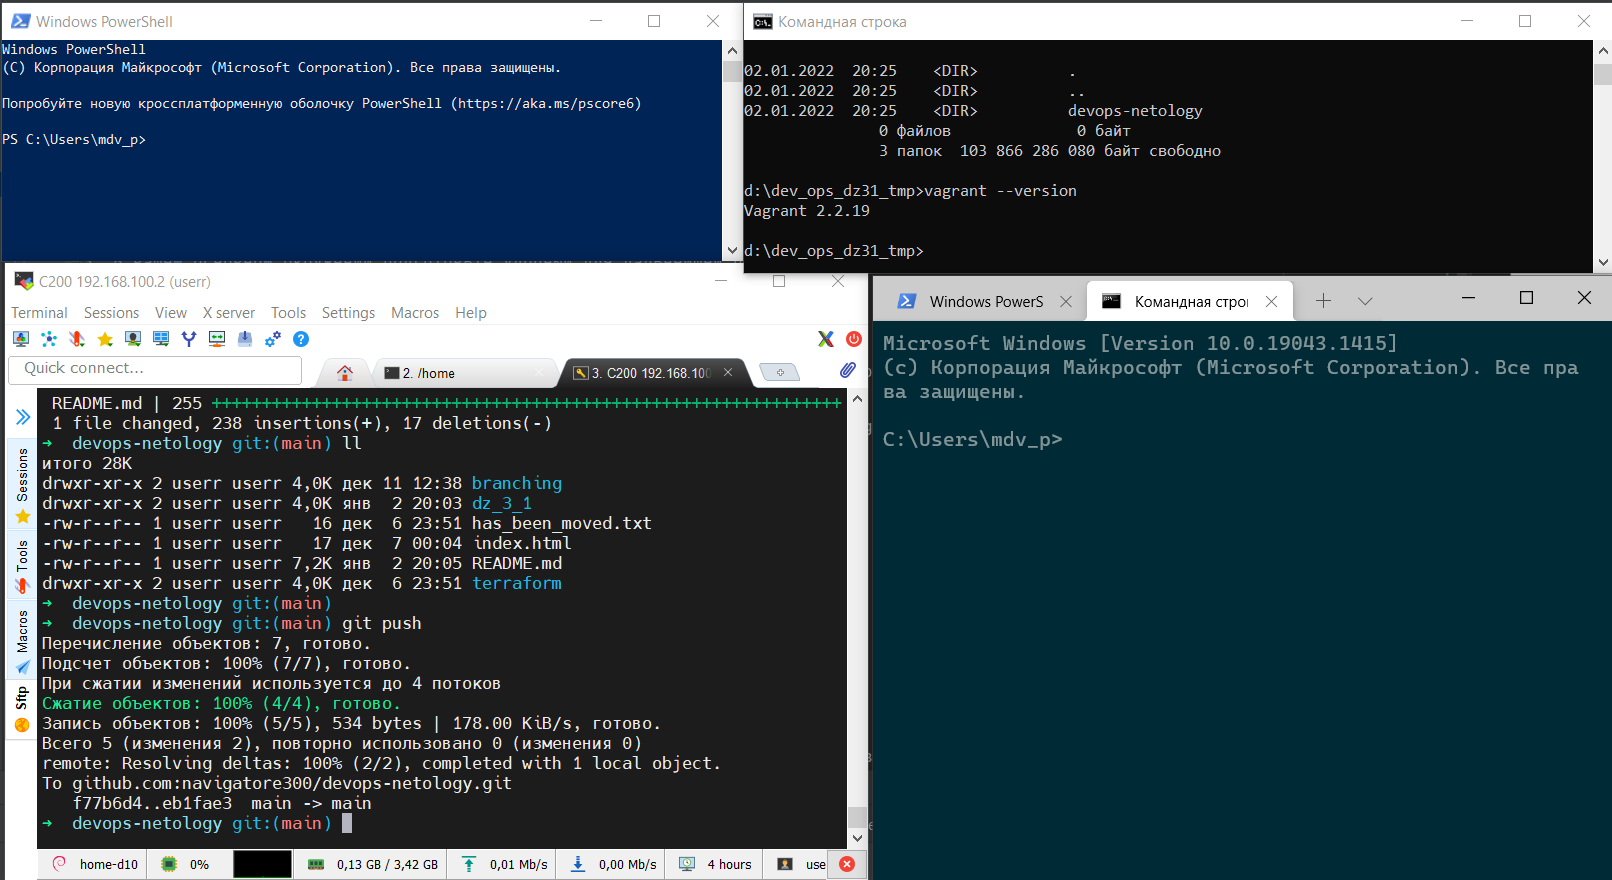 Windows PowerShell
Windows PowerShell
(C) Корпорация Майкрософт (Microsoft Corporation). Все права защищены.
Попробуйте новую кроссплатформенную оболочку PowerShell (https://aka.ms/pscore6)
PS C:\Users\mdv_p>
Командная строка
02.01.2022  20:25    <DIR>          .
02.01.2022  20:25    <DIR>          ..
02.01.2022  20:25    <DIR>          devops-netology
0 файлов              0 байт
3 папок  103 866 286 080 байт свободно
d:\dev_ops_dz31_tmp>vagrant --version
Vagrant 2.2.19
d:\dev_ops_dz31_tmp>
C200 192.168.100.2 (userr)
Terminal Sessions View X server Tools Settings Macros Help
Quick connect...
2. /home
3. C200 192.168.100
Sessions
Tools
Macros
Sftp
README.md | 255 +++++++++++++++++++++++++++++++++++++++++++++++++++++++++++++++
1 file changed, 238 insertions(+), 17 deletions(-)
➜  devops-netology git:(main) ll
итого 28K
drwxr-xr-x 2 userr userr 4,0K дек 11 12:38 branching
drwxr-xr-x 2 userr userr 4,0K янв  2 20:03 dz_3_1
-rw-r--r-- 1 userr userr   16 дек  6 23:51 has_been_moved.txt
-rw-r--r-- 1 userr userr   17 дек  7 00:04 index.html
-rw-r--r-- 1 userr userr 7,2K янв  2 20:05 README.md
drwxr-xr-x 2 userr userr 4,0K дек  6 23:51 terraform
➜  devops-netology git:(main)
➜  devops-netology git:(main) git push
Перечисление объектов: 7, готово.
Подсчет объектов: 100% (7/7), готово.
При сжатии изменений используется до 4 потоков
Сжатие объектов: 100% (4/4), готово.
Запись объектов: 100% (5/5), 534 bytes | 178.00 KiB/s, готово.
Всего 5 (изменения 2), повторно использовано 0 (изменения 0)
remote: Resolving deltas: 100% (2/2), completed with 1 local object.
To github.com:navigatore300/devops-netology.git
f77b6d4..eb1fae3  main -> main
➜  devops-netology git:(main)
home-d10 0% 0,13 GB / 3,42 GB 0,01 Mb/s 0,00 Mb/s 4 hours use
Windows PowerS
Командная строк
Microsoft Windows [Version 10.0.19043.1415]
(c) Корпорация Майкрософт (Microsoft Corporation). Все пра
ва защищены.
C:\Users\mdv_p>